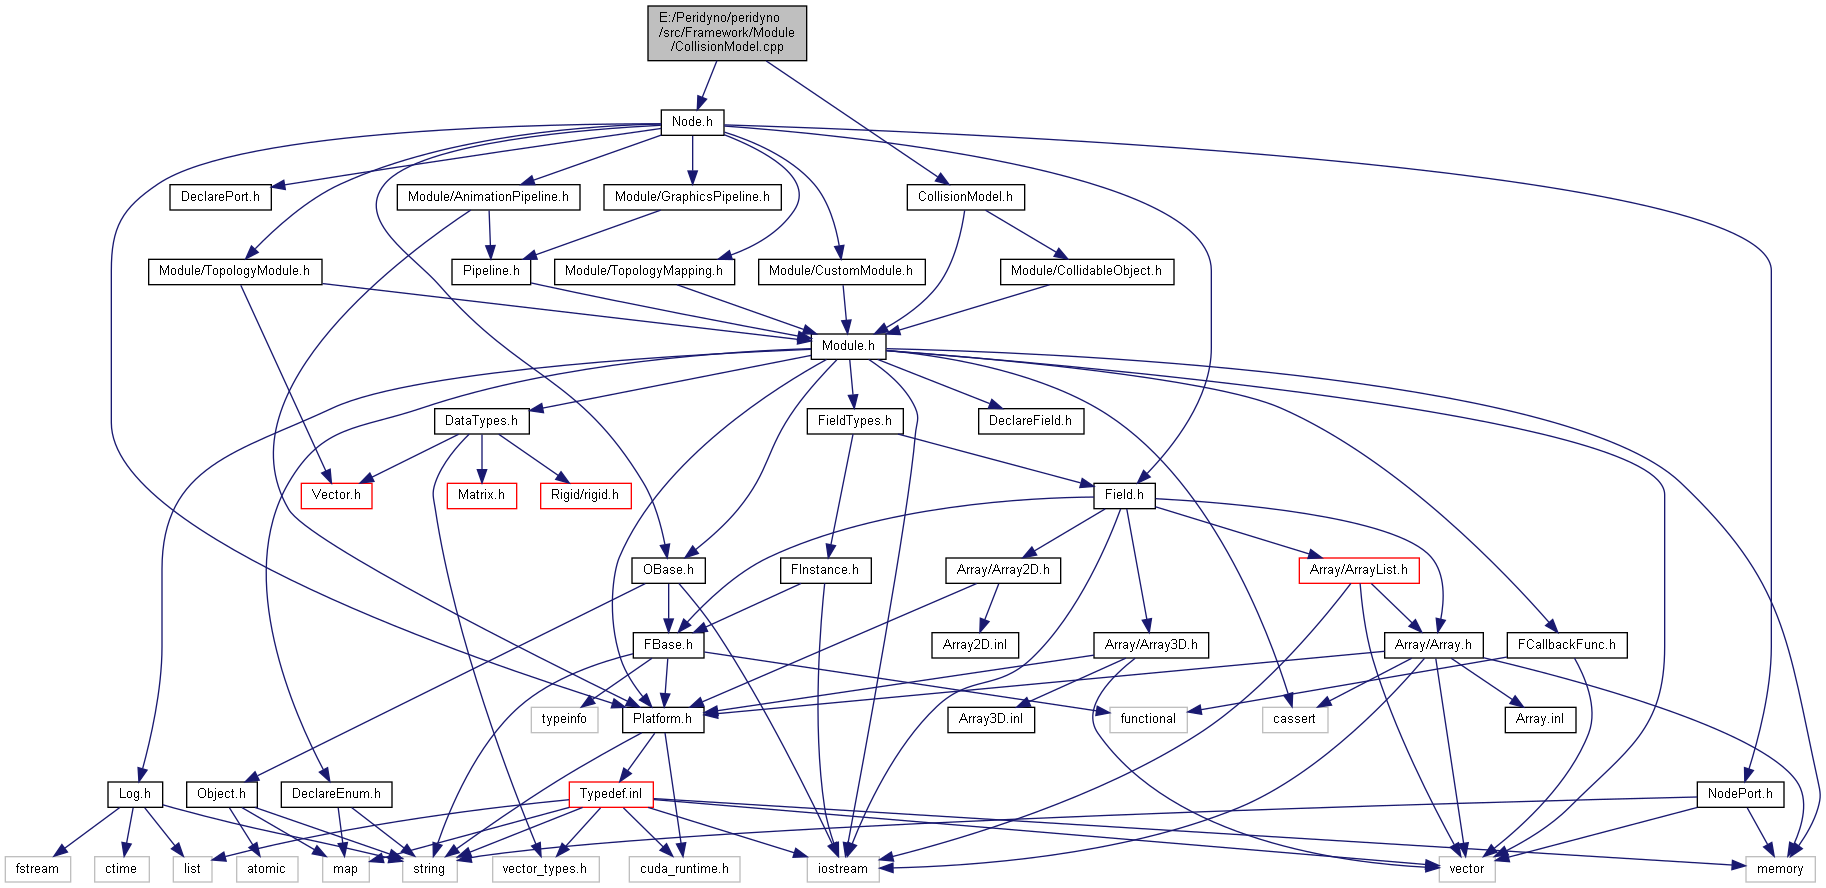 E:/Peridyno/peridyno
/src/Framework/Module
/CollisionModel.cpp
Node.h
DeclarePort.h
Module/AnimationPipeline.h
Module/GraphicsPipeline.h
CollisionModel.h
Module/TopologyModule.h
Pipeline.h
Module/TopologyMapping.h
Module/CustomModule.h
Module/CollidableObject.h
Module.h
DataTypes.h
FieldTypes.h
DeclareField.h
Vector.h
Matrix.h
Rigid/rigid.h
Field.h
OBase.h
FInstance.h
Array/Array2D.h
Array/ArrayList.h
FBase.h
Array2D.inl
Array/Array3D.h
Array/Array.h
FCallbackFunc.h
typeinfo
Platform.h
Array3D.inl
functional
cassert
Array.inl
Log.h
Object.h
DeclareEnum.h
Typedef.inl
NodePort.h
fstream
ctime
list
atomic
map
string
vector_types.h
cuda_runtime.h
iostream
vector
memory